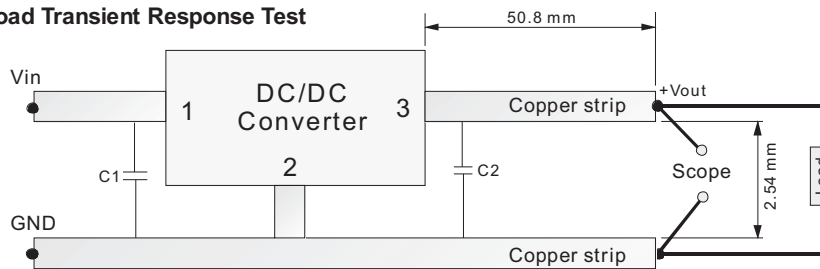 oad Transient Response Test
50.8 mm
Vin
DC/DC
Converter
1
3
2
Copper strip
+Vout
C1
C2
Scope
2.54 mm
GND
Copper strip